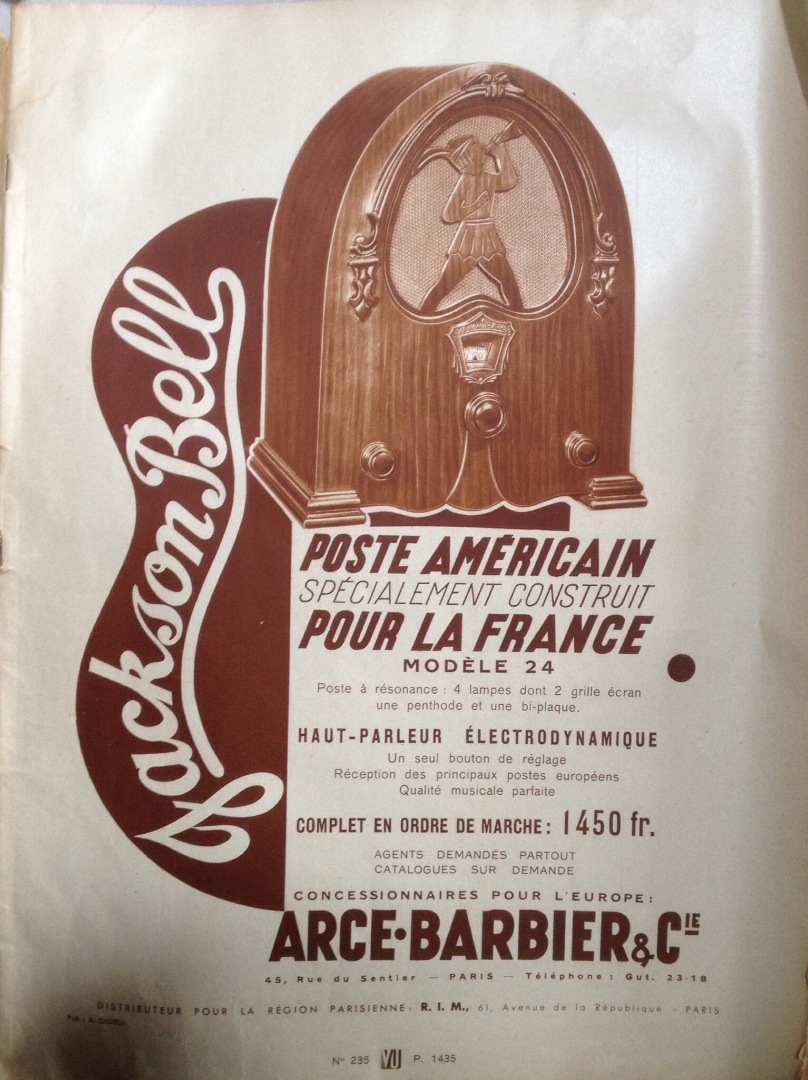 Jackson Bell
POSTE AMÉRICAIN
SPÉCIALEMENT CONSTRUIT
POUR LA FRANCE
MODÈLE 24
Poste à résonance : 4 lampes dont 2 grille écran
une penthode et une bi-plaque.
HAUT-PARLEUR ÉLECTRODYNAMIQUE
Un seul bouton de réglage
Réception des principaux postes européens
Qualité musicale parfaite
COMPLET EN ORDRE DE MARCHE : 1450 fr.
AGENTS DEMANDÉS PARTOUT
CATALOGUES SUR DEMANDE
CONCESSIONNAIRES POUR L'EUROPE :
ARCE•BARBIER & CIE
45, Rue du Sentier — PARIS — Téléphone : Gut. 23-18
DISTRIBUTEUR POUR LA RÉGION PARISIENNE : R. I. M., 61, Avenue de la République - PARIS
N° 235 VU P. 1435